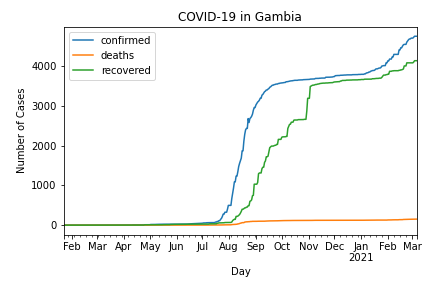 COVID-19 in Gambia
confirmed
deaths
recovered
Number of Cases
4000
3000
2000
1000
0
Feb Mar Apr May Jun Jul Aug Sep Oct Nov Dec Jan Feb Mar
2021
Day